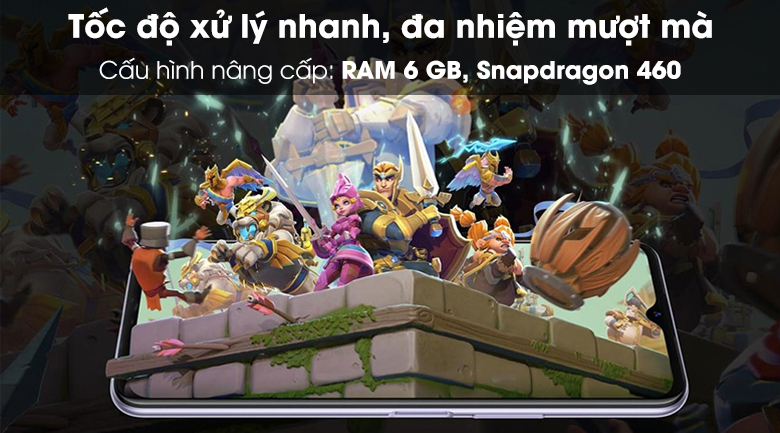 Tốc độ xử lý nhanh, đa nhiệm mượt mà
Cấu hình nâng cấp: RAM 6 GB, Snapdragon 460